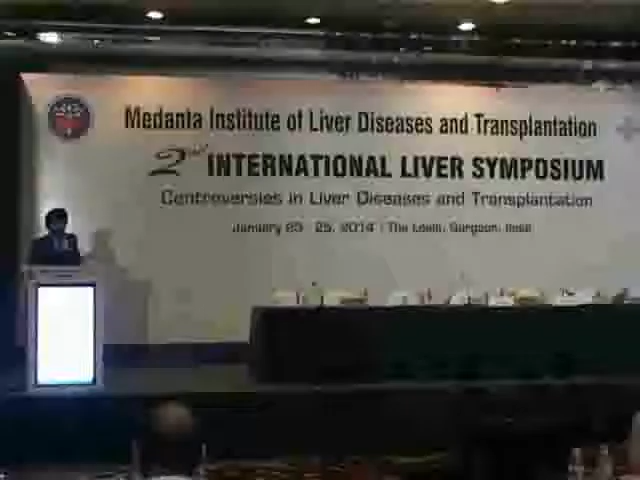 Medanta Institute of Liver Diseases and Transplantation
2nd INTERNATIONAL LIVER SYMPOSIUM
Controversies in Liver Diseases and Transplantation
January 23 - 25, 2014 | The Leela, Gurgaon, India